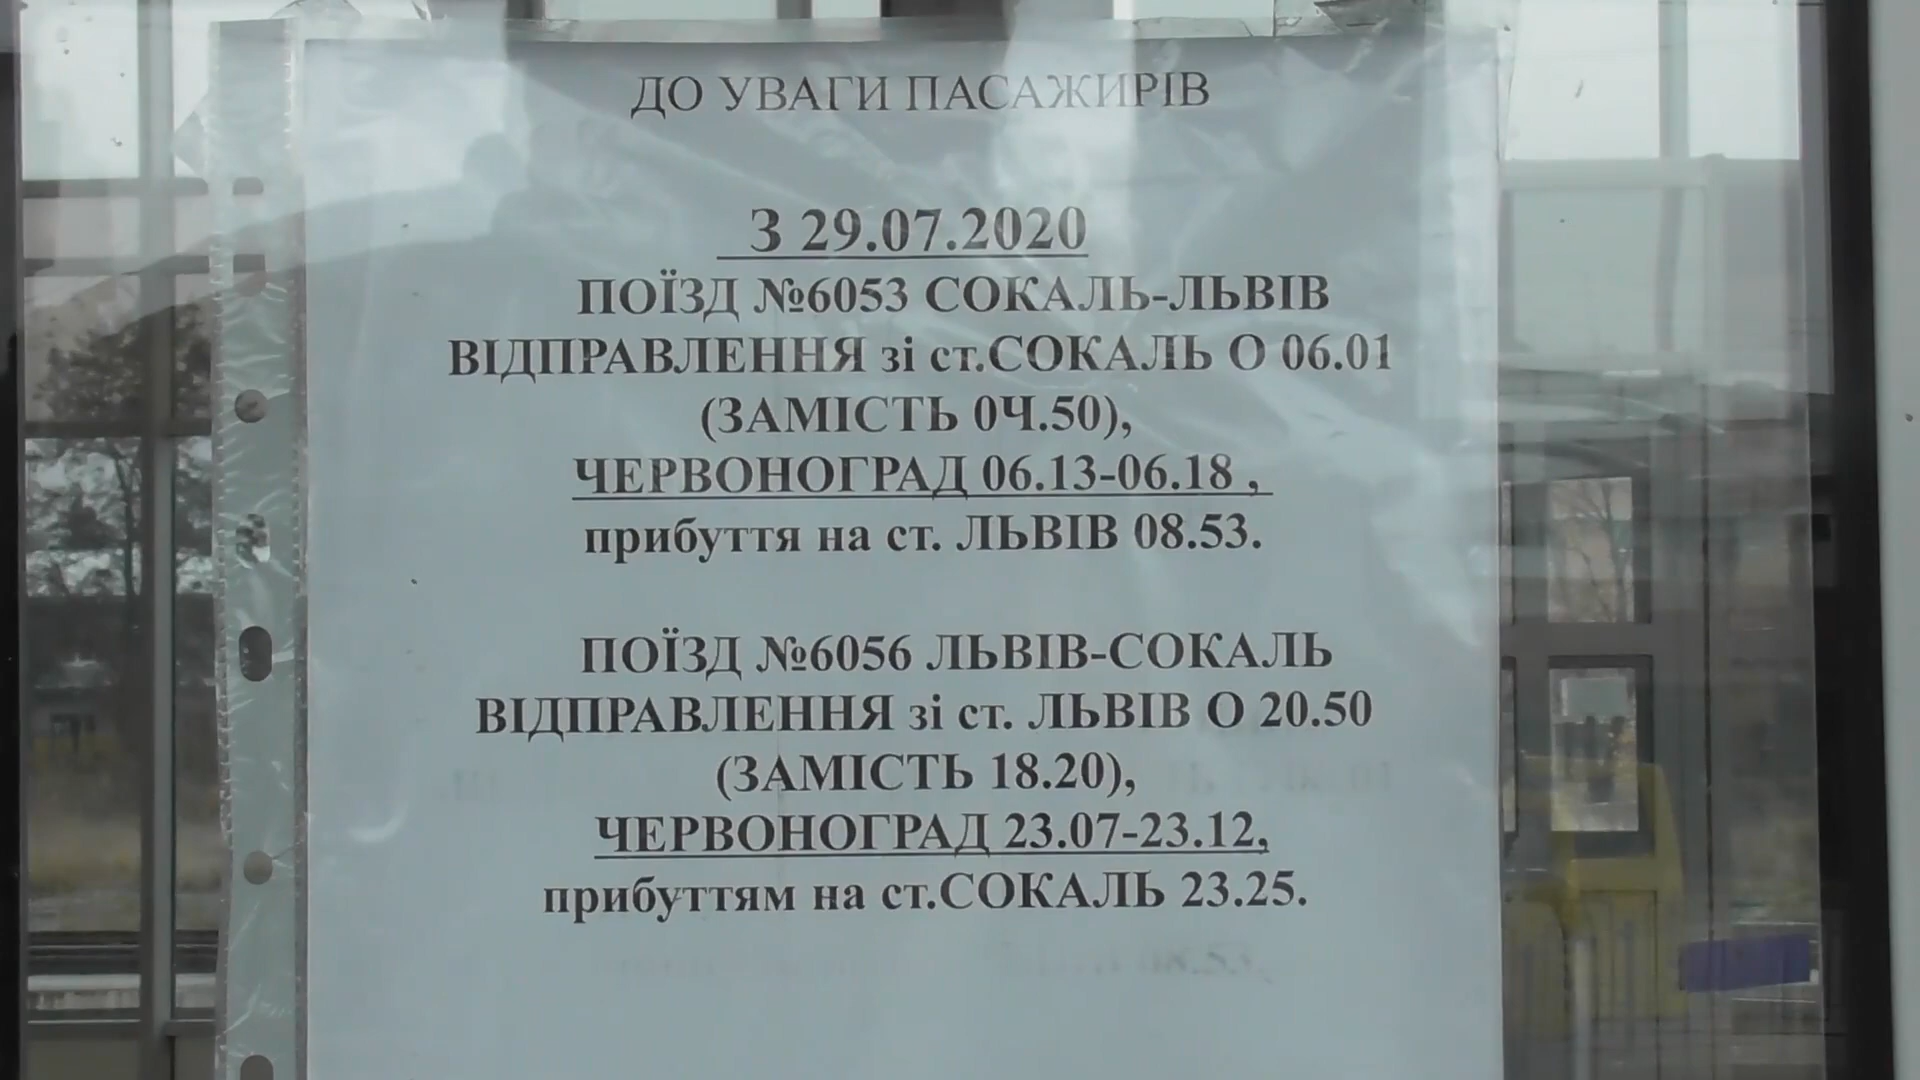 ДО УВАГИ ПАСАЖИРІВ
З 29.07.2020
ПОЇЗД №6053 СОКАЛЬ-ЛЬВІВ
ВІДПРАВЛЕННЯ зі ст.СОКАЛЬ О 06.01
(ЗАМІСТЬ 0Ч.50),
ЧЕРВОНОГРАД 06.13-06.18 ,
прибуття на ст. ЛЬВІВ 08.53.
ПОЇЗД №6056 ЛЬВІВ-СОКАЛЬ
ВІДПРАВЛЕННЯ зі ст. ЛЬВІВ О 20.50
(ЗАМІСТЬ 18.20),
ЧЕРВОНОГРАД 23.07-23.12,
прибуттям на ст.СОКАЛЬ 23.25.